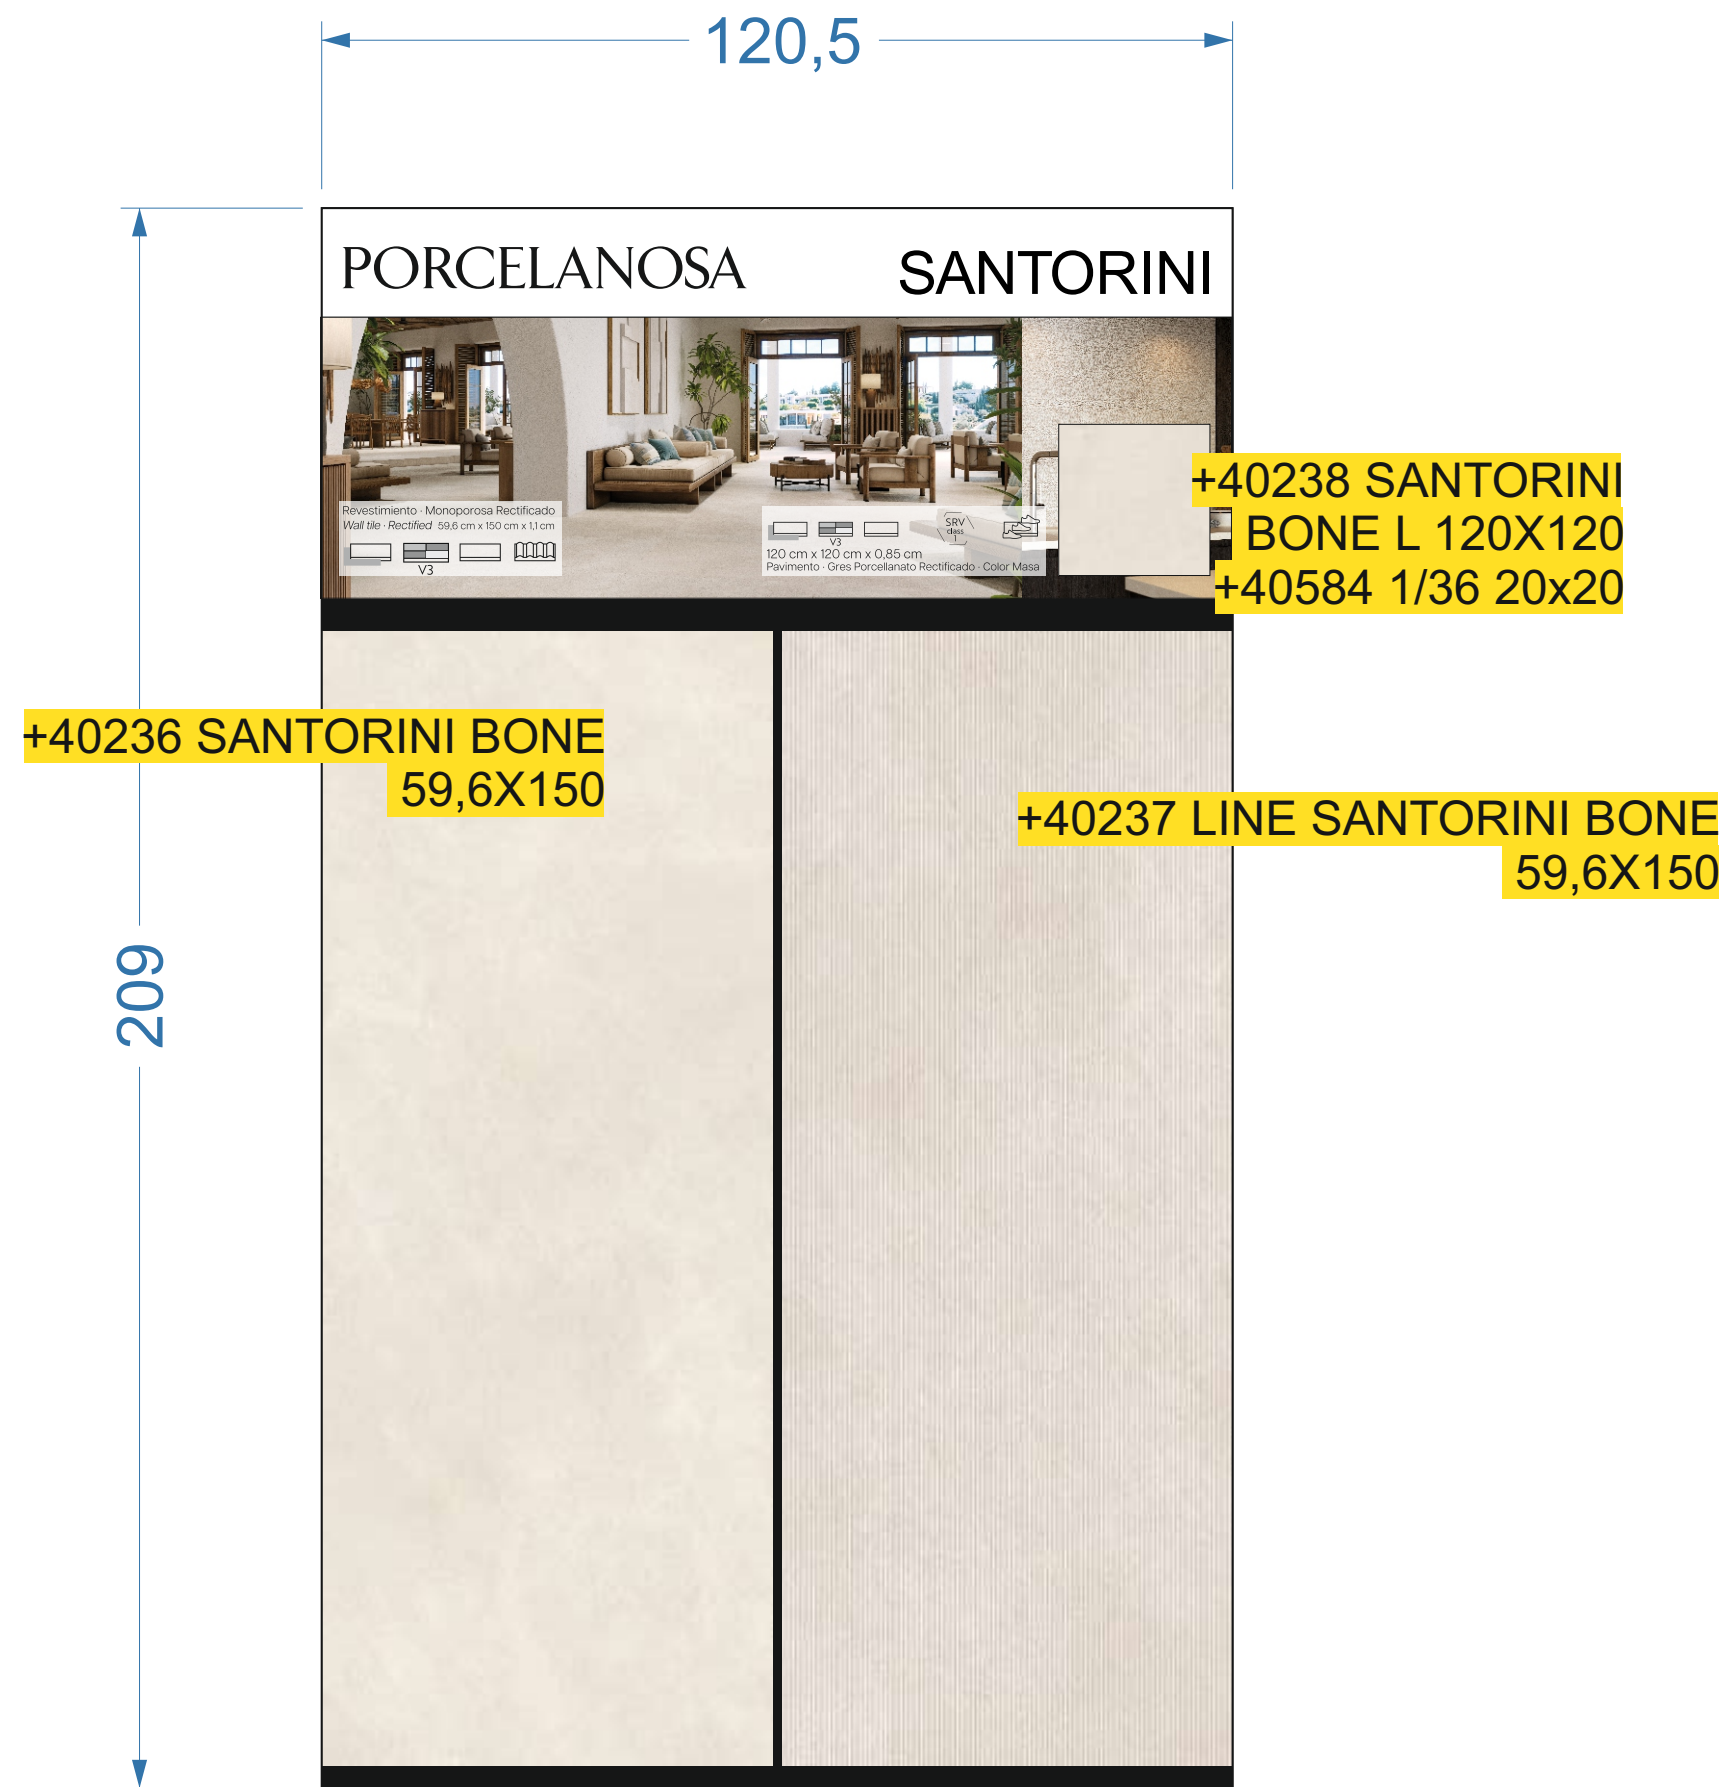 120,5
PORCELANOSA
SANTORINI
+40238 SANTORINI
BONE L 120X120
+40584 1/36 20x20
Revestimiento · Monoporosa Rectificado
Wall tile · Rectified 59,6 cm x 150 cm x 1,1 cm
V3
V3
SRV
class
1
120 cm x 120 cm x 0,85 cm
Pavimento · Gres Porcellanato Rectificado · Color Masa
+40236 SANTORINI BONE
59,6X150
+40237 LINE SANTORINI BONE
59,6X150
209